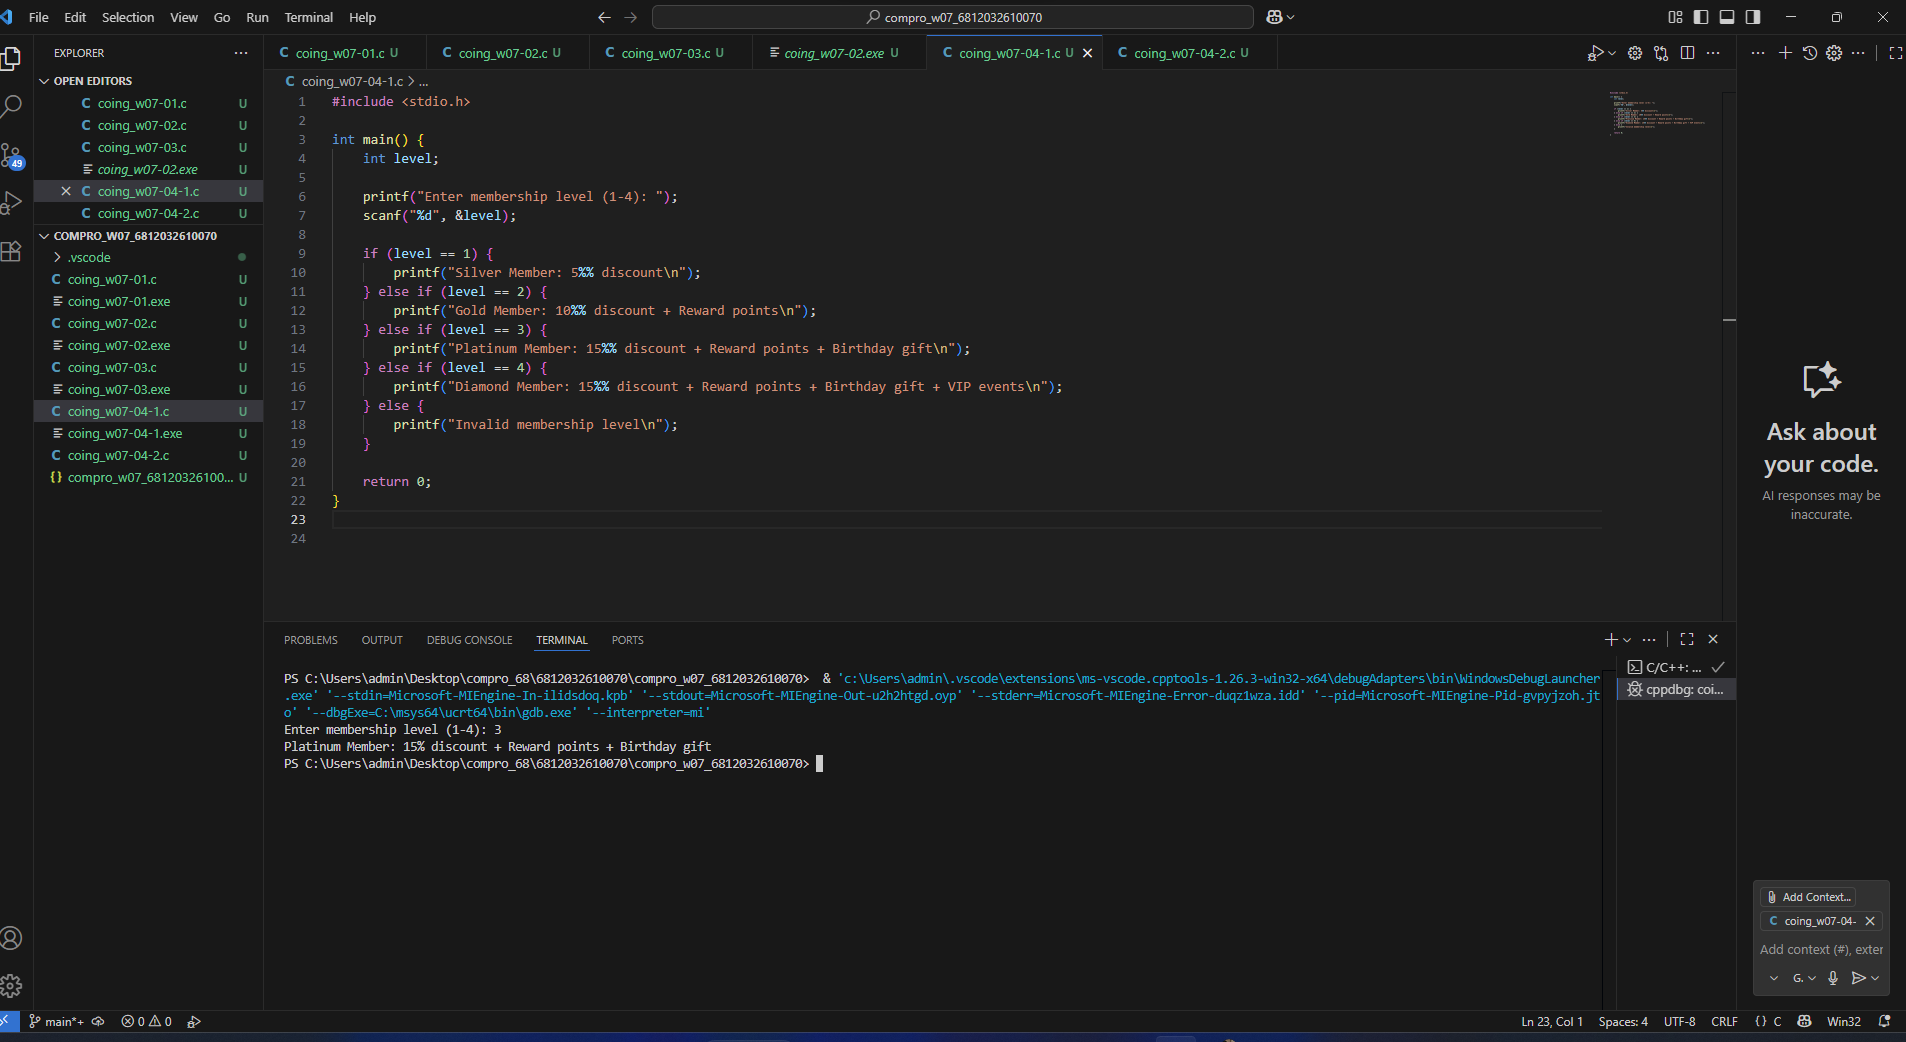 File Edit Selection View Go Run Terminal Help
compro_w07_6812032610070
EXPLORER
OPEN EDITORS
coing_w07-01.c U
coing_w07-02.c U
coing_w07-03.c U
coing_w07-02.exe U
coing_w07-04-1.c U
coing_w07-04-2.c U
COMPRO_W07_6812032610070
.vscode
C coing_w07-01.c U
coing_w07-01.exe U
C coing_w07-02.c U
coing_w07-02.exe U
C coing_w07-03.c U
coing_w07-03.exe U
C coing_w07-04-1.c U
coing_w07-04-1.exe U
C coing_w07-04-2.c U
{} compro_w07_68120326100... U
49
C coing_w07-01.c U C coing_w07-02.c U C coing_w07-03.c U coing_w07-02.exe U C coing_w07-04-1.c U C coing_w07-04-2.c U
C coing_w07-04-1.c > ...
1 #include <stdio.h>
2
3 int main() {
4 int level;
5
6 printf("Enter membership level (1-4): ");
7 scanf("%d", &level);
8
9 if (level == 1) {
10 printf("Silver Member: 5%% discount\n");
11 } else if (level == 2) {
12 printf("Gold Member: 10%% discount + Reward points\n");
13 } else if (level == 3) {
14 printf("Platinum Member: 15%% discount + Reward points + Birthday gift\n");
15 } else if (level == 4) {
16 printf("Diamond Member: 15%% discount + Reward points + Birthday gift + VIP events\n");
17 } else {
18 printf("Invalid membership level\n");
19 }
20
21 return 0;
22 }
23
24
PROBLEMS OUTPUT DEBUG CONSOLE TERMINAL PORTS
PS C:\Users\admin\Desktop\compro_68\6812032610070\compro_w07_6812032610070> & 'c:\Users\admin\.vscode\extensions\ms-vscode.cpptools-1.26.3-win32-x64\debugAdapters\bin\WindowsDebugLauncher
.exe' '--stdin=Microsoft-MIEngine-In-ilidsdoq.kpb' '--stdout=Microsoft-MIEngine-Out-u2h2htgd.oyp' '--stderr=Microsoft-MIEngine-Error-duqz1wza.idd' '--pid=Microsoft-MIEngine-Pid-gvpyjzoh.jt
o' '--dbgExe=C:\msys64\ucrt64\bin\gdb.exe' '--interpreter=mi'
Enter membership level (1-4): 3
Platinum Member: 15% discount + Reward points + Birthday gift
PS C:\Users\admin\Desktop\compro_68\6812032610070\compro_w07_6812032610070>
C/C++: ...
cppdbg: coi...
Ask about
your code.
AI responses may be
inaccurate.
Add Context...
C coing_w07-04-
Add context (#), exter
G.
main*+ 0 0
Ln 23, Col 1 Spaces: 4 UTF-8 CRLF {} C Win32